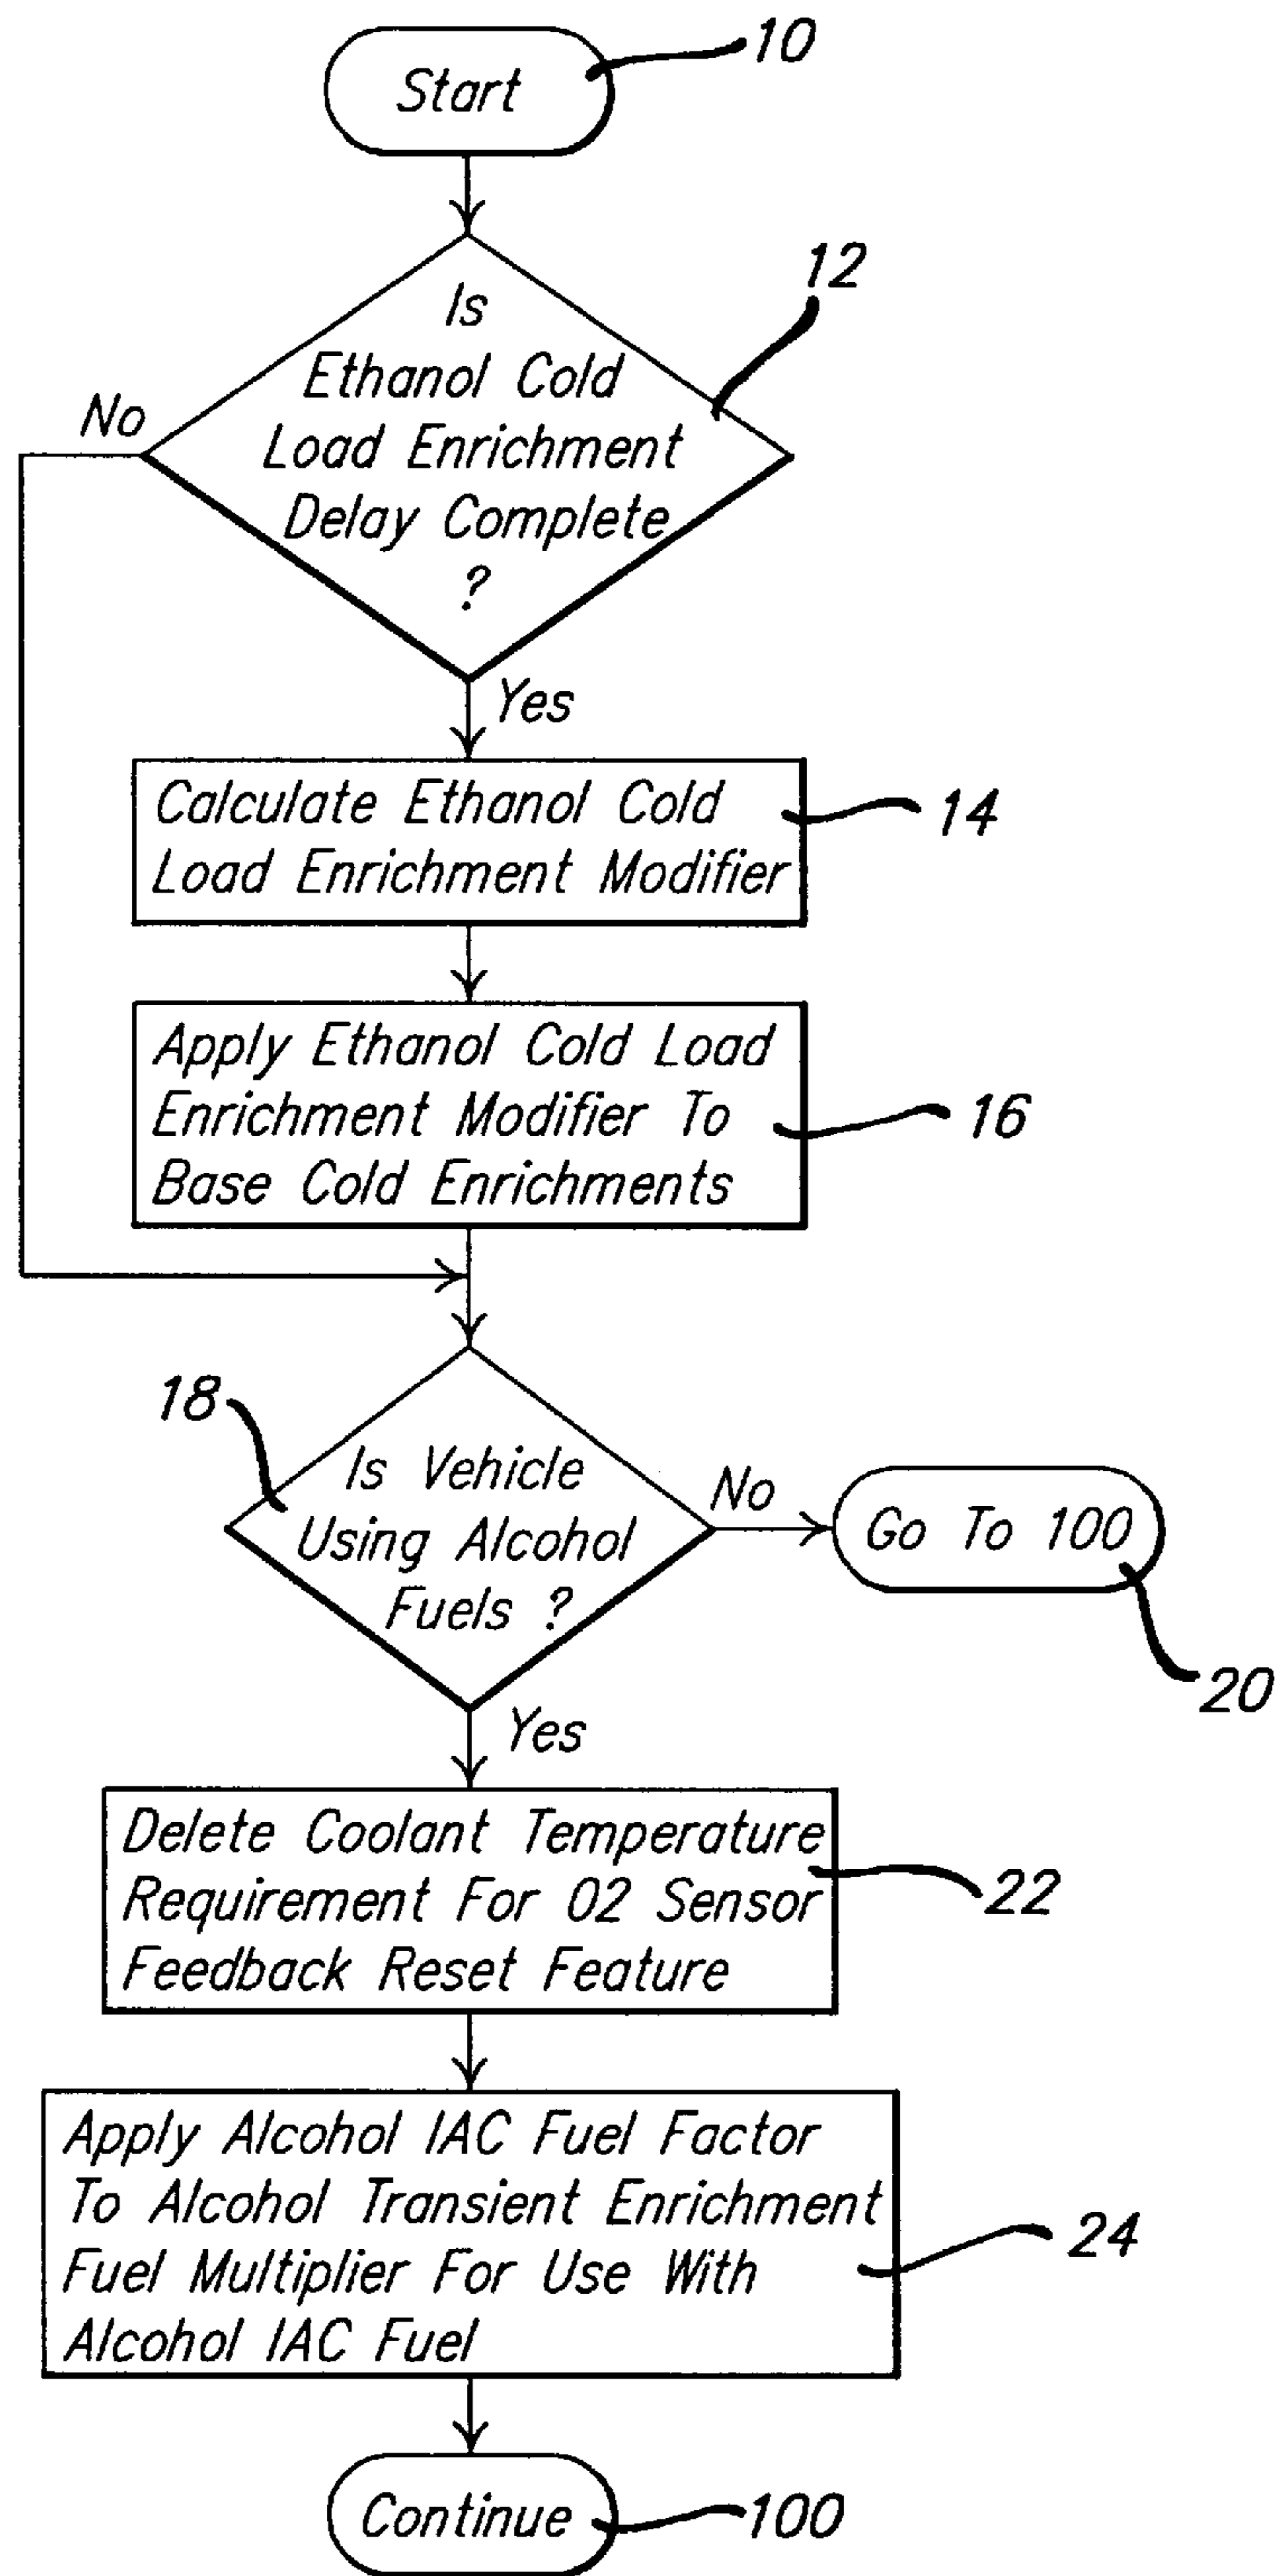 Start
10
Is
Ethanol Cold
Load Enrichment
Delay Complete
?
12
No
Yes
Calculate Ethanol Cold
Load Enrichment Modifier
14
Apply Ethanol Cold Load
Enrichment Modifier To
Base Cold Enrichments
16
18
Is Vehicle
Using Alcohol
Fuels ?
No
Go To 100
20
Yes
Delete Coolant Temperature
Requirement For O2 Sensor
Feedback Reset Feature
22
Apply Alcohol IAC Fuel Factor
To Alcohol Transient Enrichment
Fuel Multiplier For Use With
Alcohol IAC Fuel
24
Continue
100